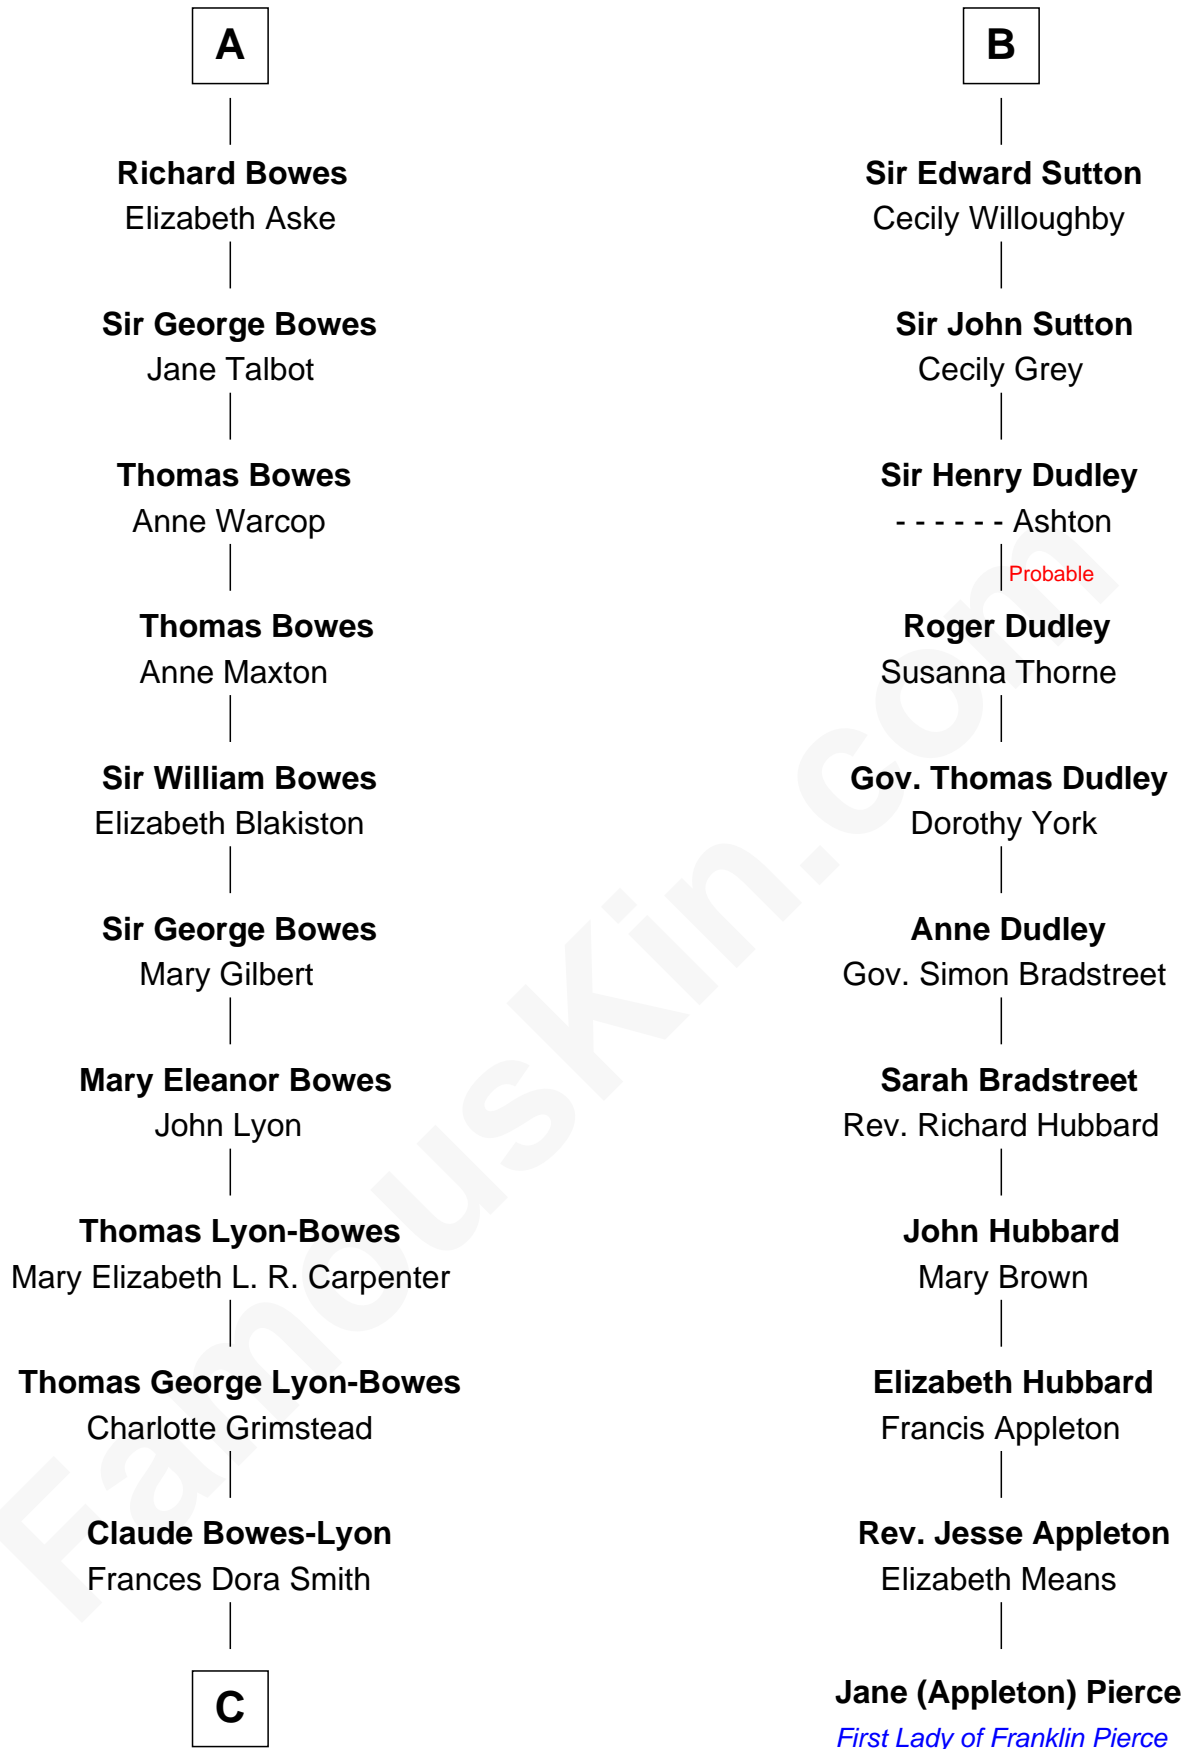 A
Richard Bowes
Elizabeth Aske
Sir George Bowes
Jane Talbot
Thomas Bowes
Anne Warcop
Thomas Bowes
Anne Maxton
Sir William Bowes
Elizabeth Blakiston
Sir George Bowes
Mary Gilbert
Mary Eleanor Bowes
John Lyon
Thomas Lyon-Bowes
Mary Elizabeth L. R. Carpenter
Thomas George Lyon-Bowes
Charlotte Grimstead
Claude Bowes-Lyon
Frances Dora Smith
C
B
Sir Edward Sutton
Cecily Willoughby
Sir John Sutton
Cecily Grey
Sir Henry Dudley
- - - - - - Ashton
Probable
Roger Dudley
Susanna Thorne
Gov. Thomas Dudley
Dorothy York
Anne Dudley
Gov. Simon Bradstreet
Sarah Bradstreet
Rev. Richard Hubbard
John Hubbard
Mary Brown
Elizabeth Hubbard
Francis Appleton
Rev. Jesse Appleton
Elizabeth Means
Jane (Appleton) Pierce
First Lady of Franklin Pierce
FamousKin.com